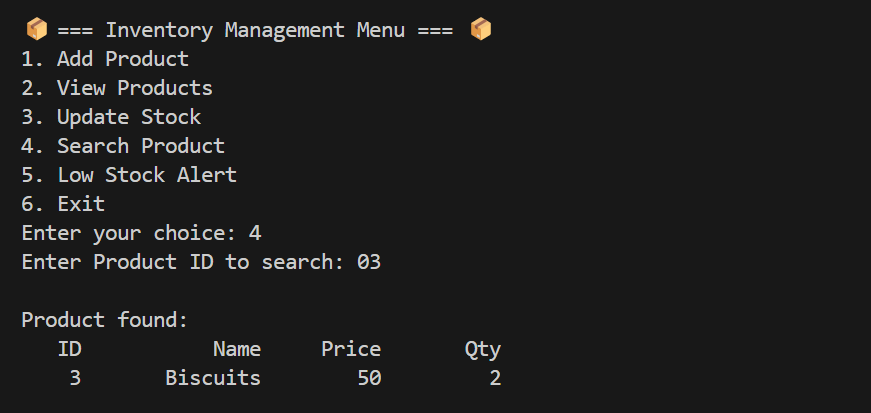 📦 === Inventory Management Menu === 📦
1. Add Product
2. View Products
3. Update Stock
4. Search Product
5. Low Stock Alert
6. Exit
Enter your choice: 4
Enter Product ID to search: 03

Product found:
   ID           Name     Price       Qty
    3       Biscuits        50         2